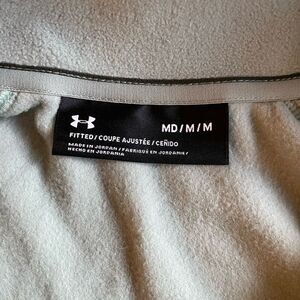 MD / M / M
FITTED / COUPE AJUSTÉE / CEÑIDO
MADE IN JORDAN / FABRIQUÉ EN JORDANIE /
HECHO EN JORDANIA